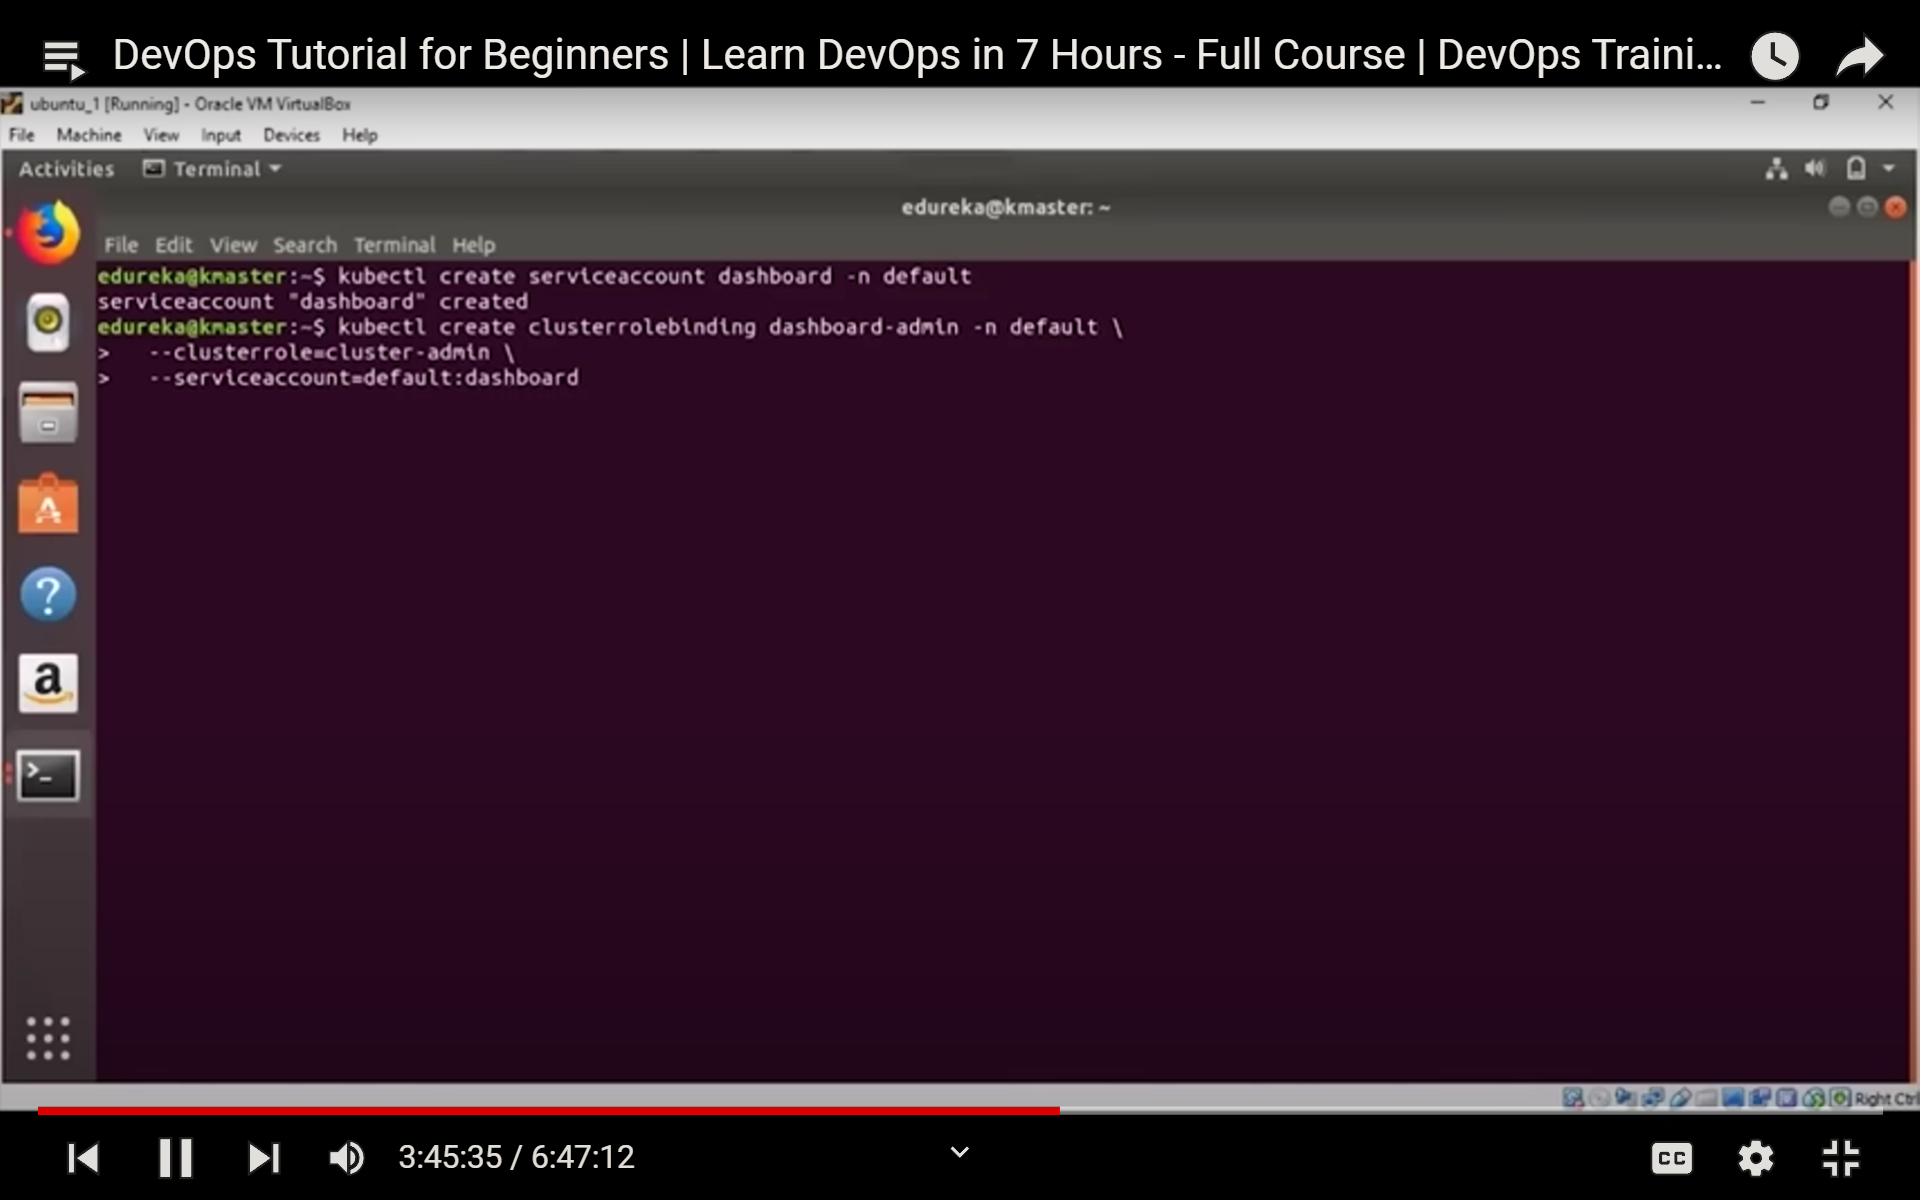 DevOps Tutorial for Beginners | Learn DevOps in 7 Hours - Full Course | DevOps Traini...
ubuntu_1 [Running] - Oracle VM VirtualBox
File Machine View Input Devices Help
Activities Terminal
edureka@kmaster: ~
File Edit View Search Terminal Help
edureka@kmaster:~$ kubectl create serviceaccount dashboard -n default
serviceaccount "dashboard" created
edureka@kmaster:~$ kubectl create clusterrolebinding dashboard-admin -n default \
> --clusterrole=cluster-admin \
> --serviceaccount=default:dashboard
A
?
a
>_
Right Ctrl
3:45:35 / 6:47:12
CC